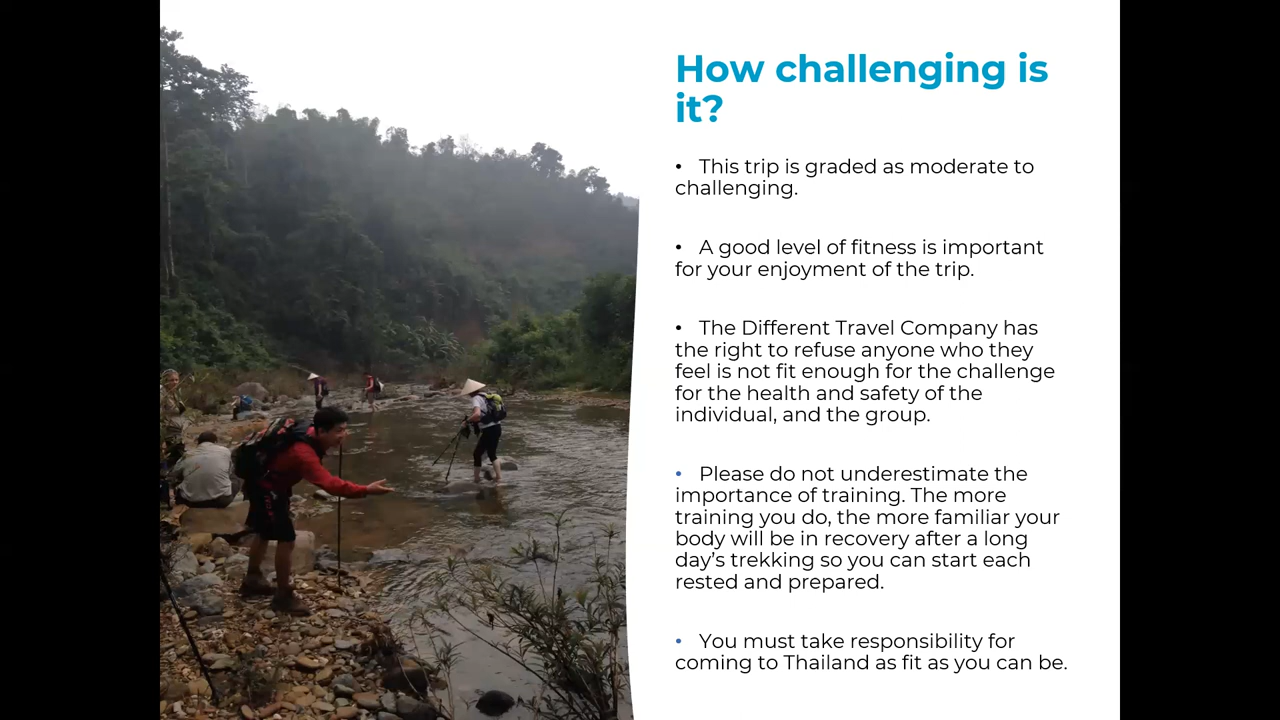 How challenging is
it?
• This trip is graded as moderate to
challenging.
• A good level of fitness is important
for your enjoyment of the trip.
• The Different Travel Company has
the right to refuse anyone who they
feel is not fit enough for the challenge
for the health and safety of the
individual, and the group.
• Please do not underestimate the
importance of training. The more
training you do, the more familiar your
body will be in recovery after a long
day’s trekking so you can start each
rested and prepared.
• You must take responsibility for
coming to Thailand as fit as you can be.